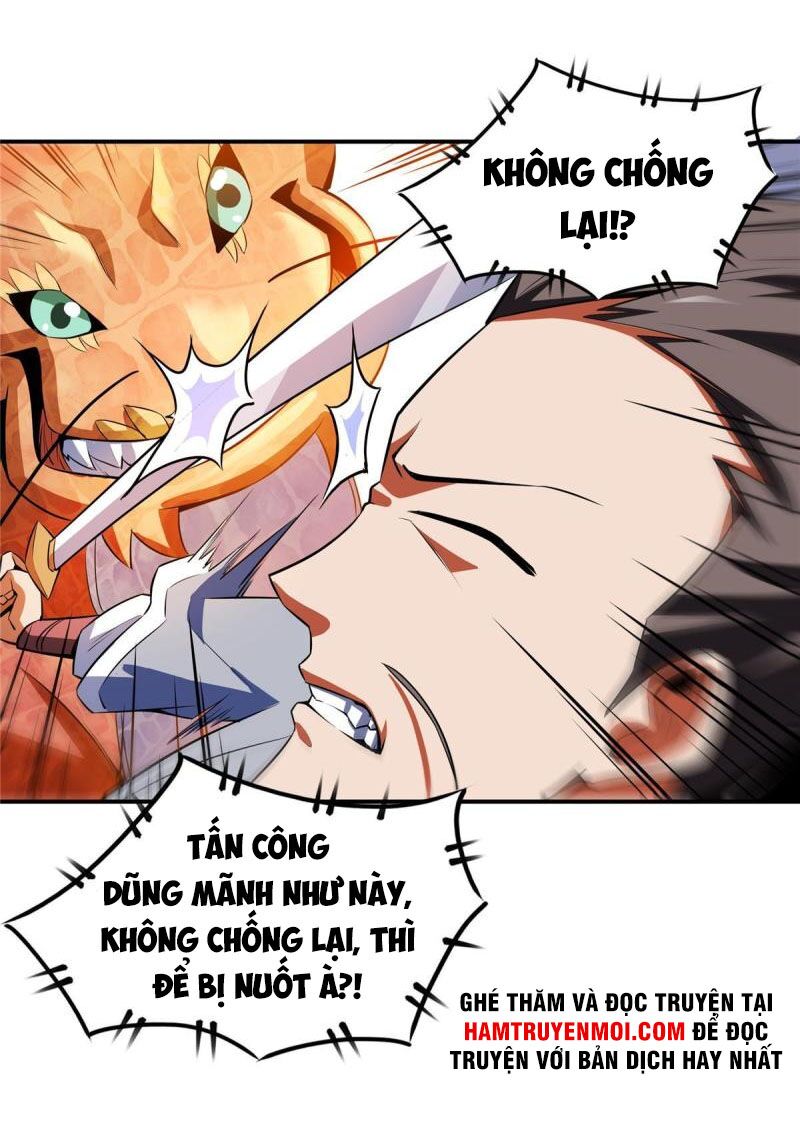 KHÔNG CHỐNG
LẠI!?
TẤN CÔNG
DŨNG MÃNH NHƯ NÀY,
KHÔNG CHỐNG LẠI, THÌ
ĐỂ BỊ NUỐT À?!
GHÉ THĂM VÀ ĐỌC TRUYỆN TẠI
HAMTRUYENMOI.COM ĐỂ ĐỌC
TRUYỆN VỚI BẢN DỊCH HAY NHẤT